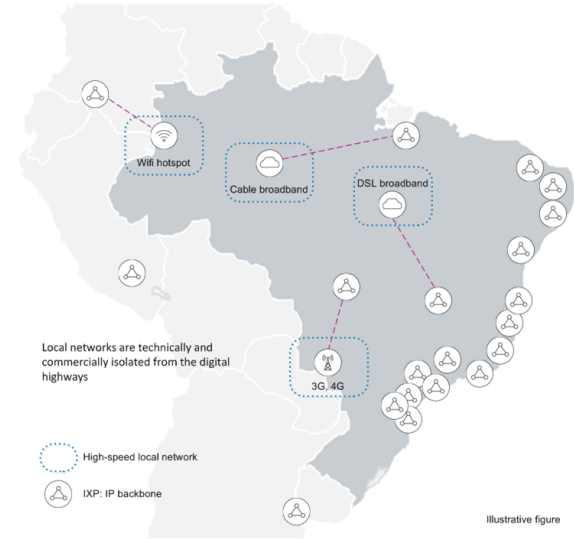 Wifi hotspot
Cable broadband
DSL broadband
Local networks are technically and
commercially isolated from the digital
highways
3G, 4G
High-speed local network
IXP: IP backbone
Illustrative figure